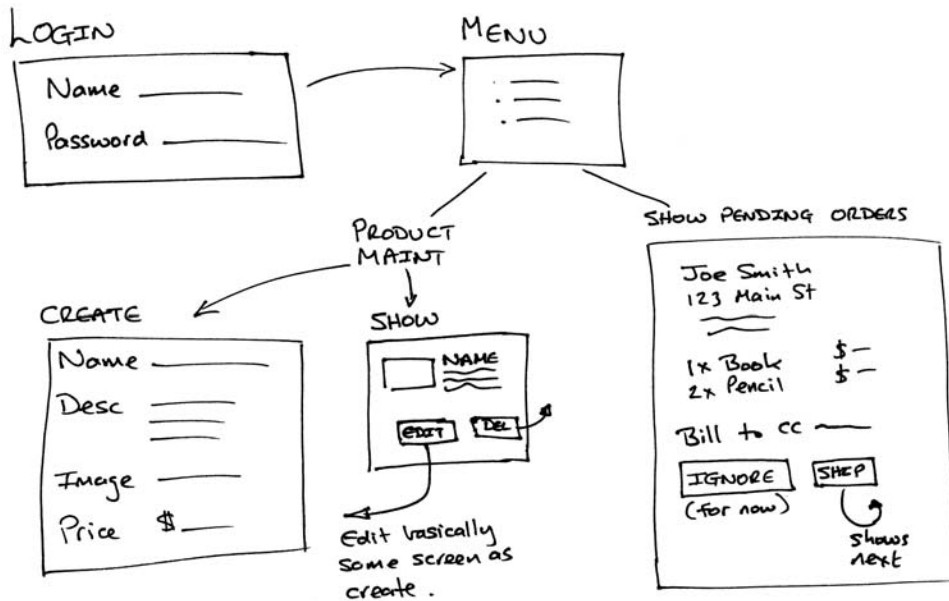 LOGIN
Name
Password
MENU
PRODUCT
MAINT
CREATE
Name
Desc
Image
Price $
SHOW
NAME
EDIT
DEL
Edit basically
some screen as
create.
SHOW PENDING ORDERS
Joe Smith
123 Main St
1x Book $
2x Pencil $
Bill to CC
IGNORE
SHIP
(for now)
shows
next